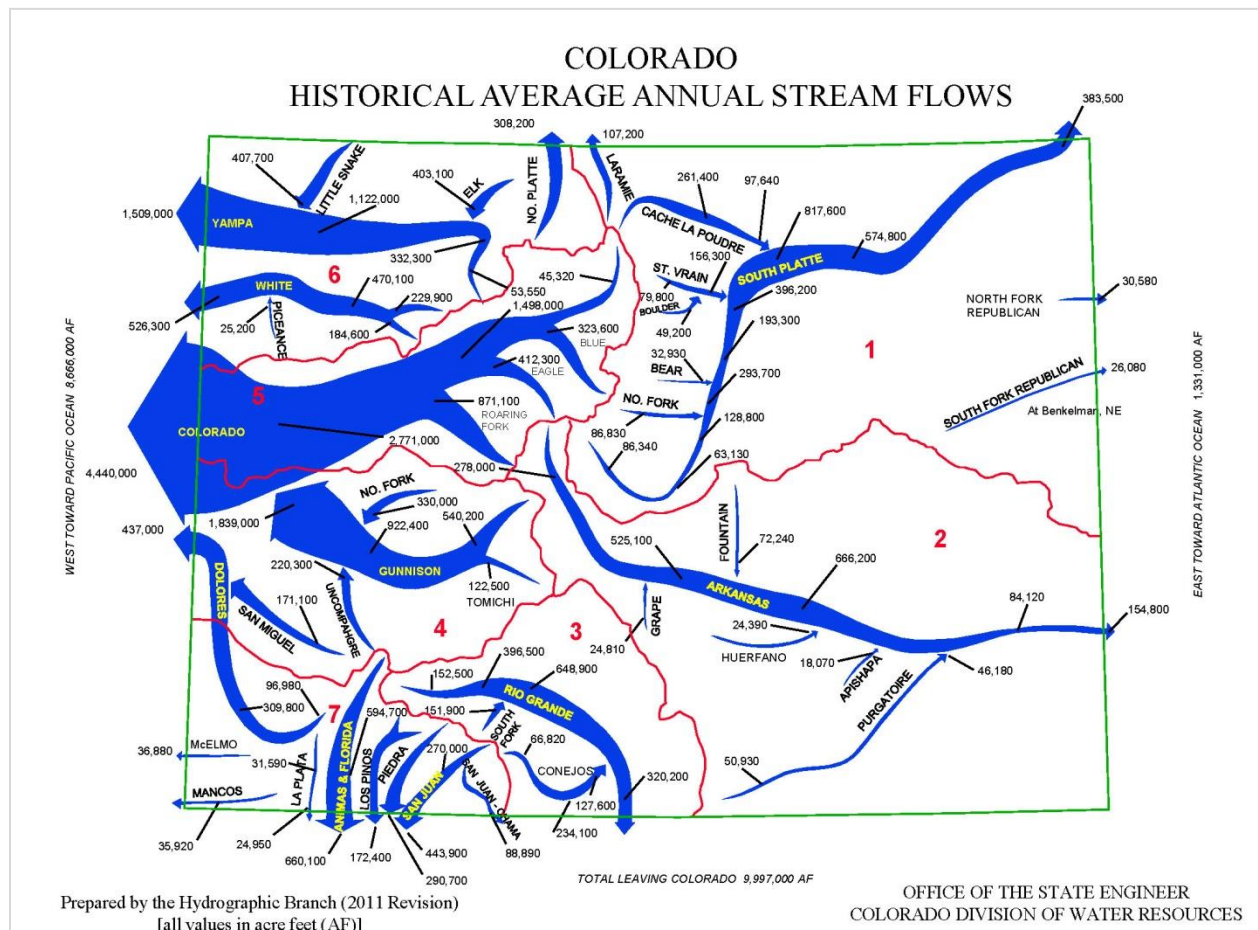 COLORADO
HISTORICAL AVERAGE ANNUAL STREAM FLOWS
383,500
308,200
107,200
407,700
LITTLE SNAKE
403,100
ELK
NO. PLATTE
LARAMIE
261,400
97,640
1,509,000
YAMPA
1,122,000
CACHE LA POUDRE
817,600
574,800
332,300
156,300
ST. VRAIN
SOUTH PLATTE
6
WHITE
470,100
45,320
53,550
79,800
BOULDER
396,200
NORTH FORK
REPUBLICAN
30,580
229,900
1,498,000
526,300
25,200
PICEANCE
184,600
323,600
BLUE
49,200
193,300
32,930
BEAR
1
412,300
EAGLE
293,700
SOUTH FORK REPUBLICAN
26,080
5
871,100
ROARING
FORK
NO. FORK
128,800
At Benkelman, NE
COLORADO
2,771,000
86,830
86,340
63,130
4,440,000
278,000
WEST TOWARD PACIFIC OCEAN 8,666,000 AF
EAST TOWARD ATLANTIC OCEAN 1,331,000 AF
NO. FORK
330,000
437,000
1,839,000
922,400
540,200
525,100
FOUNTAIN
72,240
2
666,200
220,300
GUNNISON
122,500
TOMICHI
ARKANSAS
DOLORES
171,100
SAN MIGUEL
UNCOMPAHGRE
4
3
GRAPE
24,810
24,390
HUERFANO
84,120
154,800
18,070
APISHAPA
46,180
PURGATOIRE
396,500
648,900
152,500
RIO GRANDE
96,980
309,800
7
594,700
151,900
SOUTH
FORK
66,820
36,880
McELMO
31,590
LA PLATA
ANIMAS & FLORIDA
LOS PINOS
PIEDRA
270,000
SAN JUAN
SAN JUAN - CHAMA
CONEJOS
127,600
320,200
50,930
MANCOS
35,920
24,950
660,100
172,400
443,900
290,700
88,890
234,100
TOTAL LEAVING COLORADO 9,997,000 AF
Prepared by the Hydrographic Branch (2011 Revision)
[all values in acre feet (AF)]
OFFICE OF THE STATE ENGINEER
COLORADO DIVISION OF WATER RESOURCES